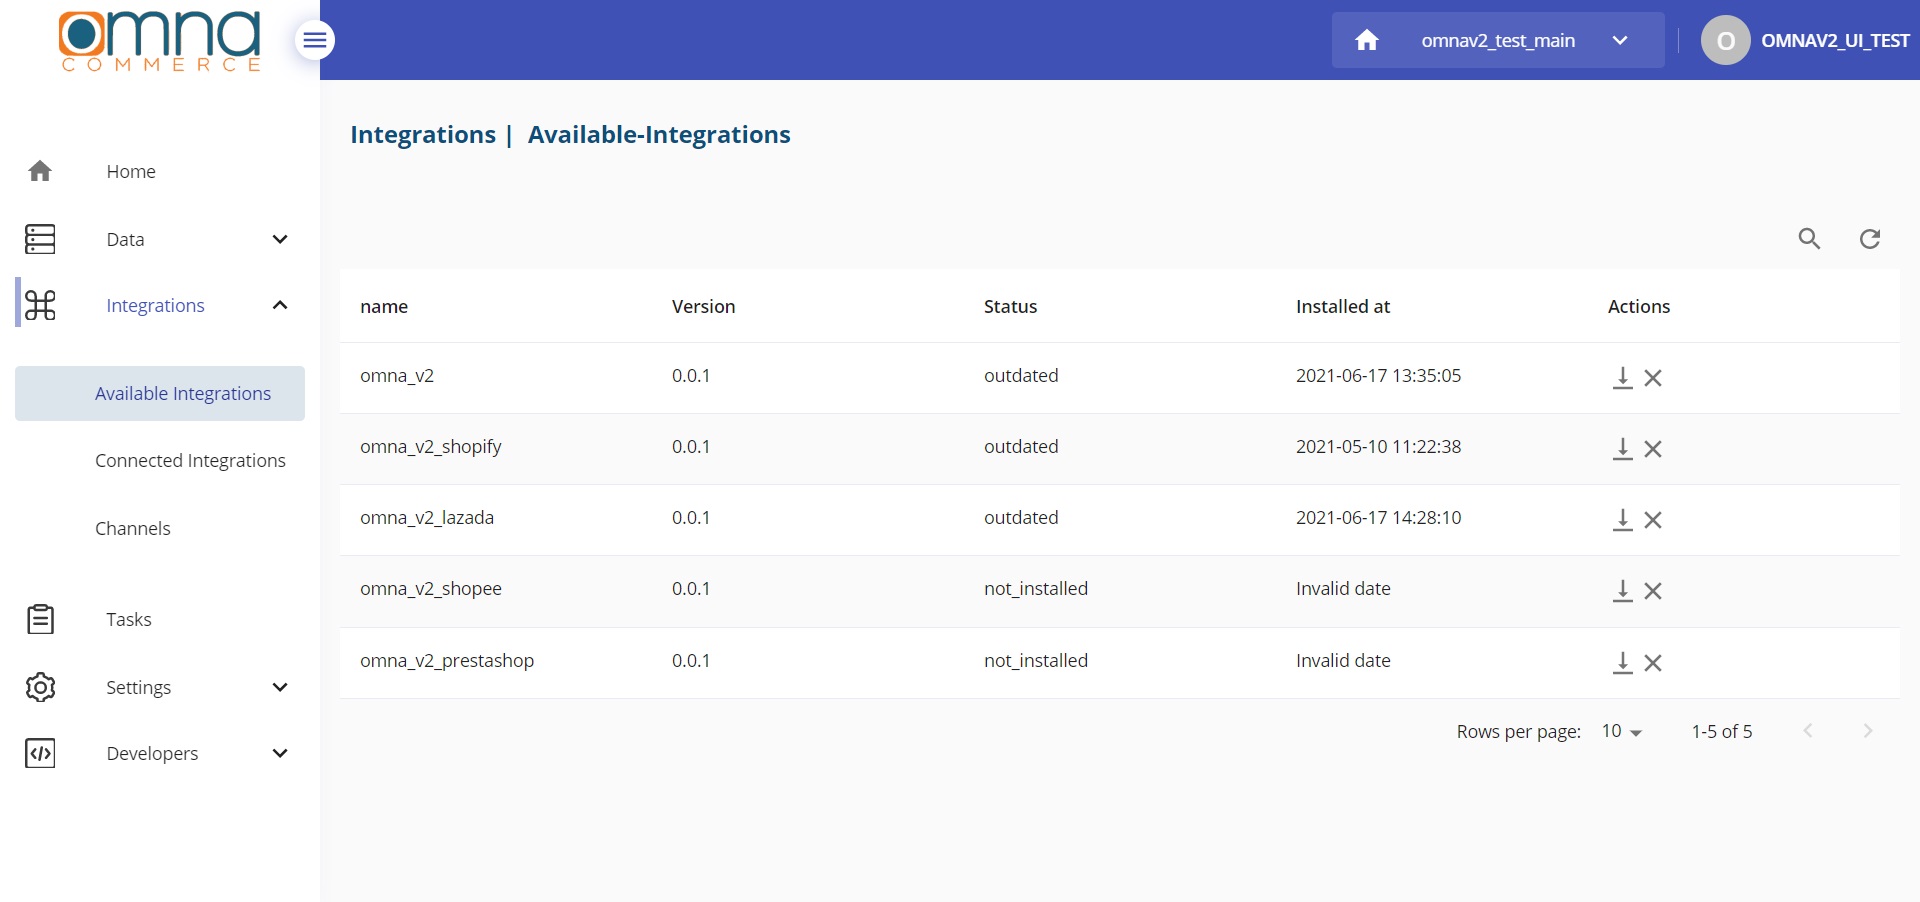 omna
COMMERCE
omnav2_test_main
O
OMNAV2_UI_TEST
Home
Data
Integrations
Available Integrations
Connected Integrations
Channels
Tasks
Settings
Developers
Integrations | Available-Integrations
name Version Status Installed at Actions
omna_v2 0.0.1 outdated 2021-06-17 13:35:05
omna_v2_shopify 0.0.1 outdated 2021-05-10 11:22:38
omna_v2_lazada 0.0.1 outdated 2021-06-17 14:28:10
omna_v2_shopee 0.0.1 not_installed Invalid date
omna_v2_prestashop 0.0.1 not_installed Invalid date
Rows per page: 10 1-5 of 5